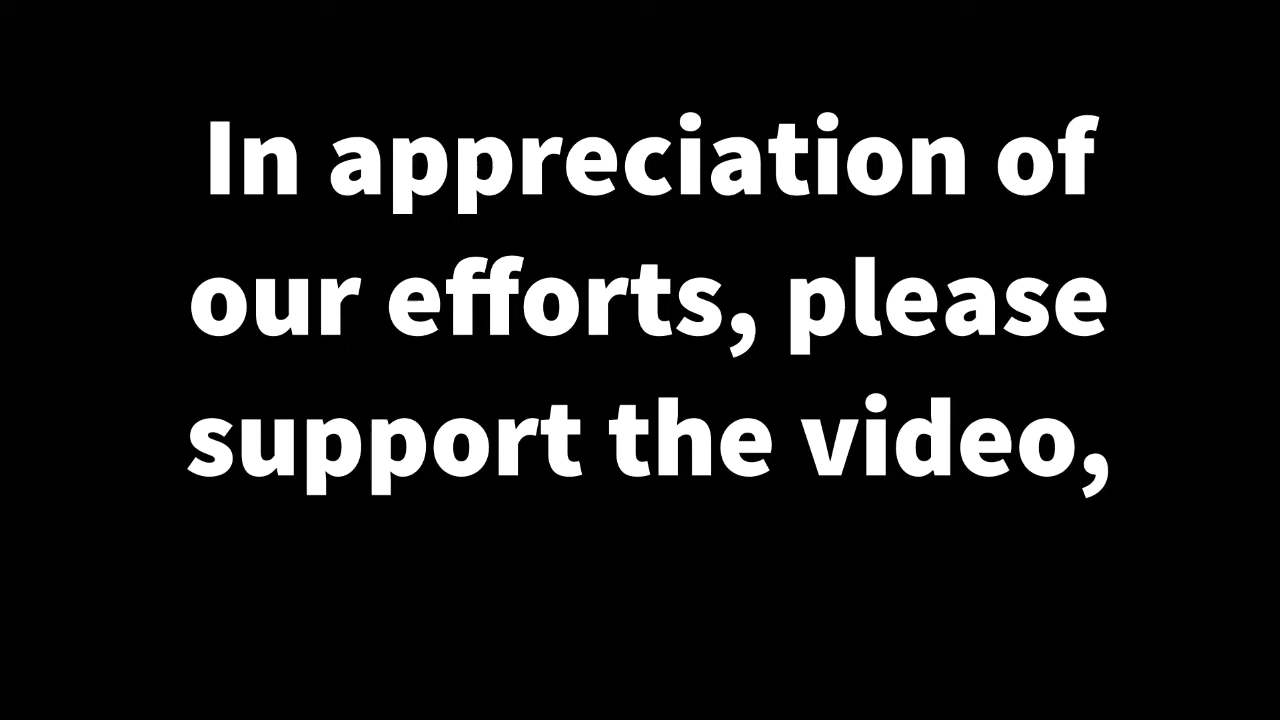 In appreciation of
our efforts, please
support the video,